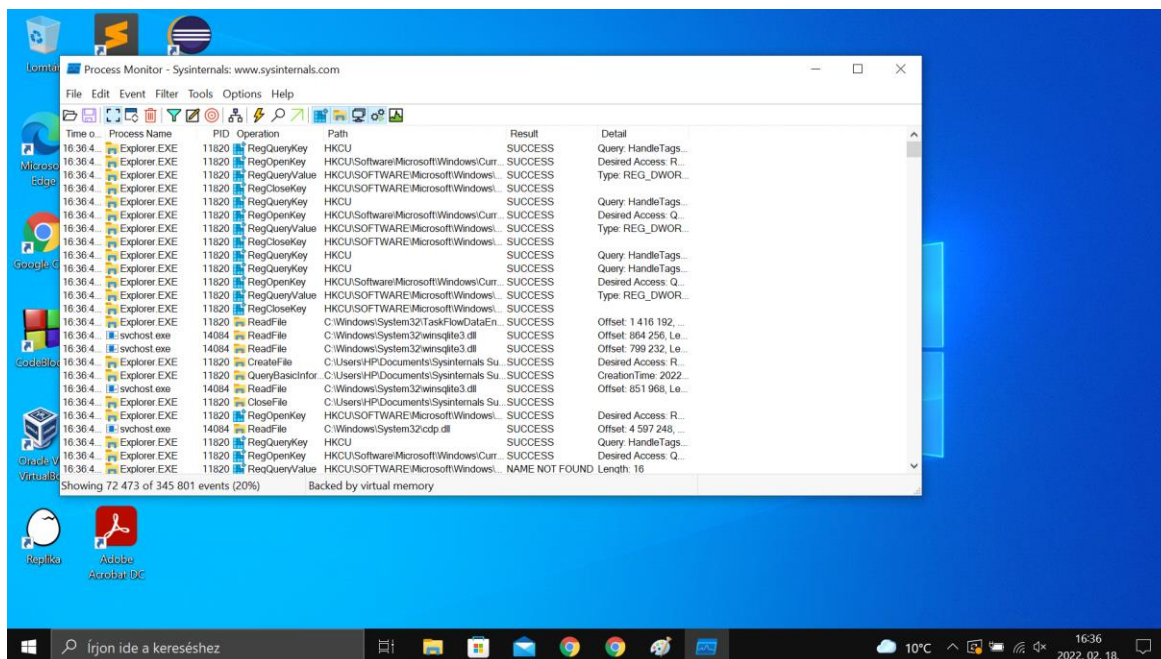 Process Monitor - Sysinternals: www.sysinternals.com
File Edit Event Filter Tools Options Help
Time o... Process Name PID Operation Path Result Detail
16:36:4... Explorer.EXE 11820 RegQueryKey HKCU SUCCESS Query: HandleTags...
16:36:4... Explorer.EXE 11820 RegOpenKey HKCU\Software\Microsoft\Windows\Curr... SUCCESS Desired Access: R...
16:36:4... Explorer.EXE 11820 RegQueryValue HKCU\SOFTWARE\Microsoft\Windows\... SUCCESS Type: REG_DWOR...
16:36:4... Explorer.EXE 11820 RegCloseKey HKCU\SOFTWARE\Microsoft\Windows\... SUCCESS
16:36:4... Explorer.EXE 11820 RegQueryKey HKCU SUCCESS Query: HandleTags...
16:36:4... Explorer.EXE 11820 RegOpenKey HKCU\Software\Microsoft\Windows\Curr... SUCCESS Desired Access: Q...
16:36:4... Explorer.EXE 11820 RegQueryValue HKCU\SOFTWARE\Microsoft\Windows\... SUCCESS Type: REG_DWOR...
16:36:4... Explorer.EXE 11820 RegCloseKey HKCU\SOFTWARE\Microsoft\Windows\... SUCCESS
16:36:4... Explorer.EXE 11820 RegQueryKey HKCU SUCCESS Query: HandleTags...
16:36:4... Explorer.EXE 11820 RegQueryKey HKCU SUCCESS Query: HandleTags...
16:36:4... Explorer.EXE 11820 RegOpenKey HKCU\Software\Microsoft\Windows\Curr... SUCCESS Desired Access: Q...
16:36:4... Explorer.EXE 11820 RegQueryValue HKCU\SOFTWARE\Microsoft\Windows\... SUCCESS Type: REG_DWOR...
16:36:4... Explorer.EXE 11820 RegCloseKey HKCU\SOFTWARE\Microsoft\Windows\... SUCCESS
16:36:4... Explorer.EXE 11820 ReadFile C:\Windows\System32\TaskFlowDataEn... SUCCESS Offset: 1 416 192, ...
16:36:4... svchost.exe 14084 ReadFile C:\Windows\System32\winsqlite3.dll SUCCESS Offset: 864 256, Le...
16:36:4... svchost.exe 14084 ReadFile C:\Windows\System32\winsqlite3.dll SUCCESS Offset: 799 232, Le...
16:36:4... Explorer.EXE 11820 CreateFile C:\Users\HP\Documents\Sysinternals Su... SUCCESS Desired Access: R...
16:36:4... Explorer.EXE 11820 QueryBasicInfor... C:\Users\HP\Documents\Sysinternals Su... SUCCESS CreationTime: 2022...
16:36:4... svchost.exe 14084 ReadFile C:\Windows\System32\winsqlite3.dll SUCCESS Offset: 851 968, Le...
16:36:4... Explorer.EXE 11820 CloseFile C:\Users\HP\Documents\Sysinternals Su... SUCCESS
16:36:4... Explorer.EXE 11820 RegOpenKey HKCU\SOFTWARE\Microsoft\Windows\... SUCCESS Desired Access: R...
16:36:4... svchost.exe 14084 ReadFile C:\Windows\System32\cdp.dll SUCCESS Offset: 4 597 248, ...
16:36:4... Explorer.EXE 11820 RegQueryKey HKCU SUCCESS Query: HandleTags...
16:36:4... Explorer.EXE 11820 RegOpenKey HKCU\Software\Microsoft\Windows\Curr... SUCCESS Desired Access: Q...
16:36:4... Explorer.EXE 11820 RegQueryValue HKCU\SOFTWARE\Microsoft\Windows\... NAME NOT FOUND Length: 16
Showing 72 473 of 345 801 events (20%) Backed by virtual memory
Lomtá
Microso
Edge
Google C
CodeBloc
Oracle V
VirtualBo
Replika
Adobe
Acrobat DC
Írjon ide a kereséshez
10°C
16:36
2022. 02. 18.